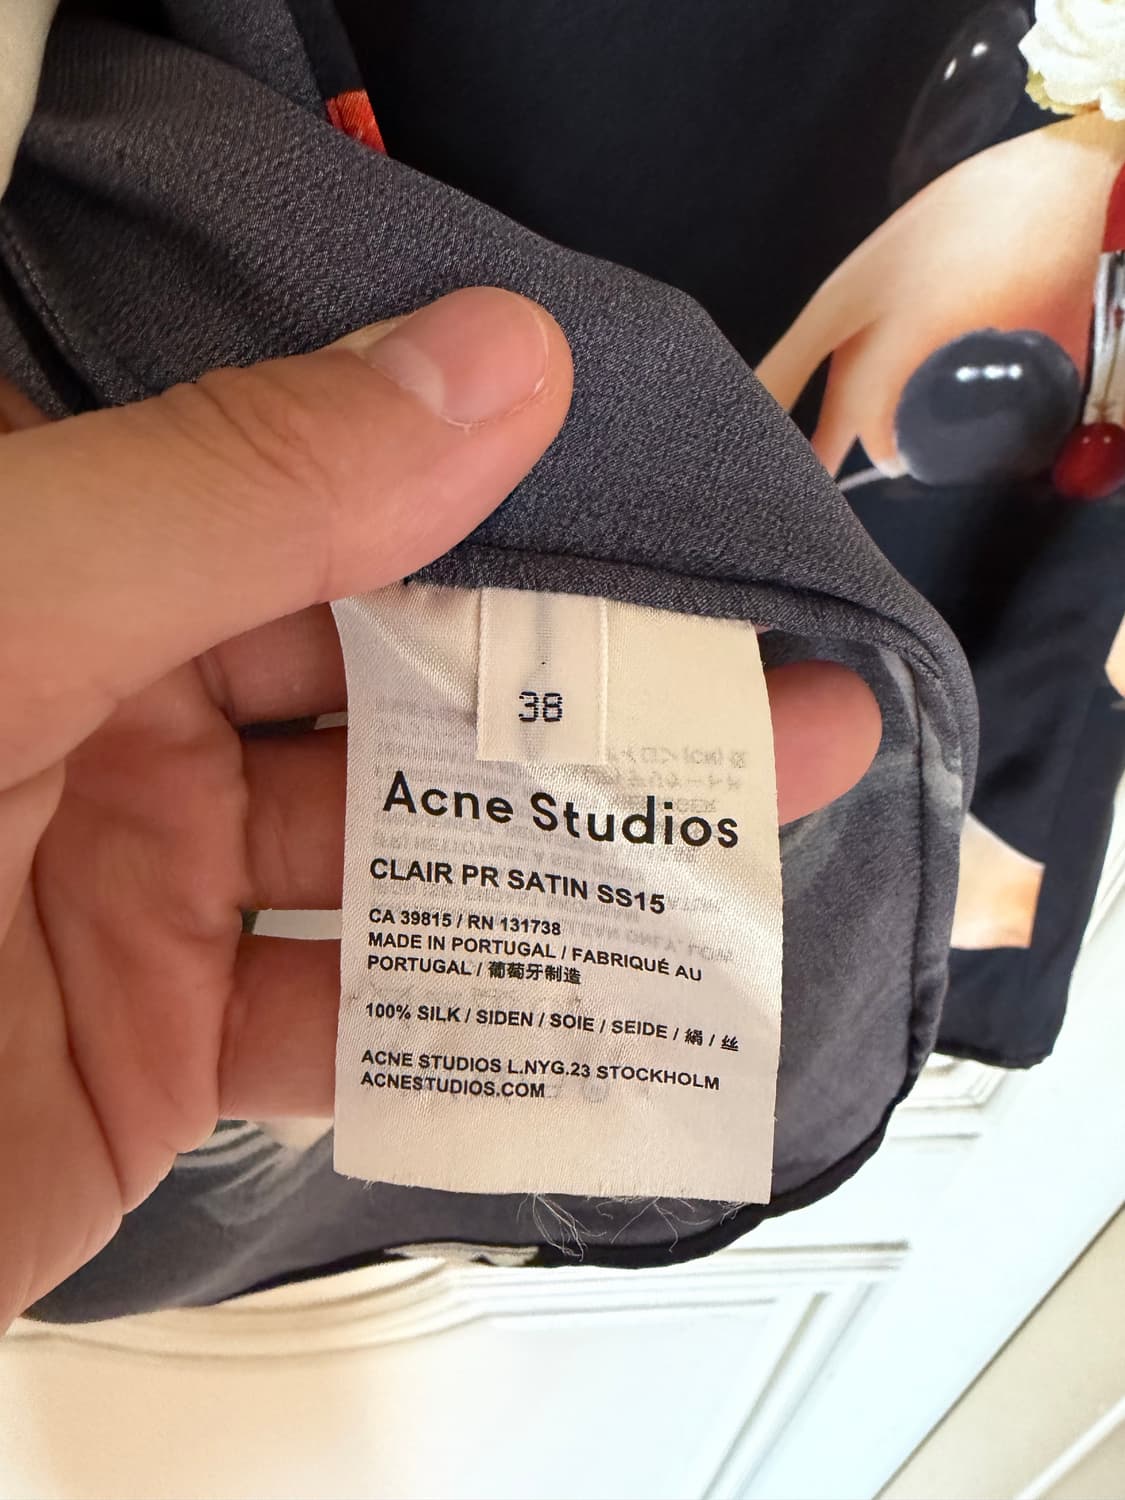 38
Acne Studios
CLAIR PR SATIN SS15
CA 39815 / RN 131738
MADE IN PORTUGAL / FABRIQUÉ AU
PORTUGAL / 葡萄牙制造
100% SILK / SIDEN / SOIE / SEIDE / 絹 / 丝
ACNE STUDIOS L.NYG.23 STOCKHOLM
ACNESTUDIOS.COM